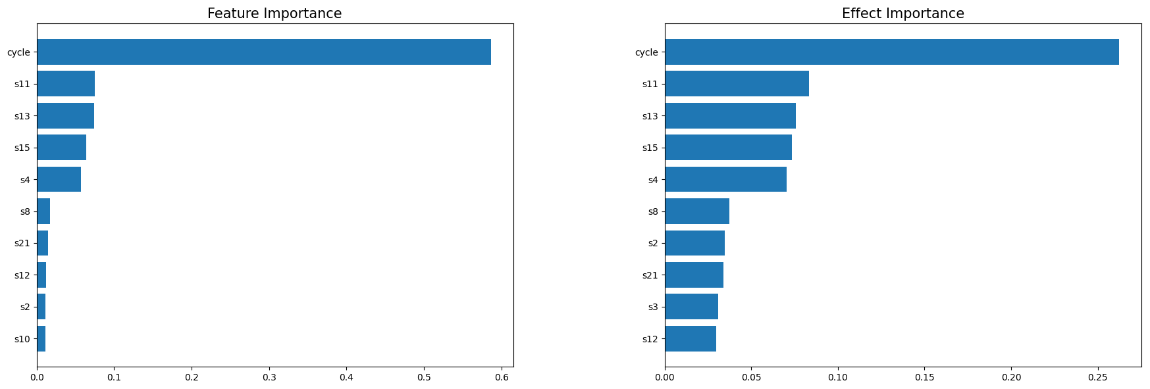 Feature Importance
cycle
s11
s13
s15
s4
s8
s21
s12
s2
s10
0.0 0.1 0.2 0.3 0.4 0.5 0.6
Effect Importance
cycle
s11
s13
s15
s4
s8
s2
s21
s3
s12
0.00 0.05 0.10 0.15 0.20 0.25